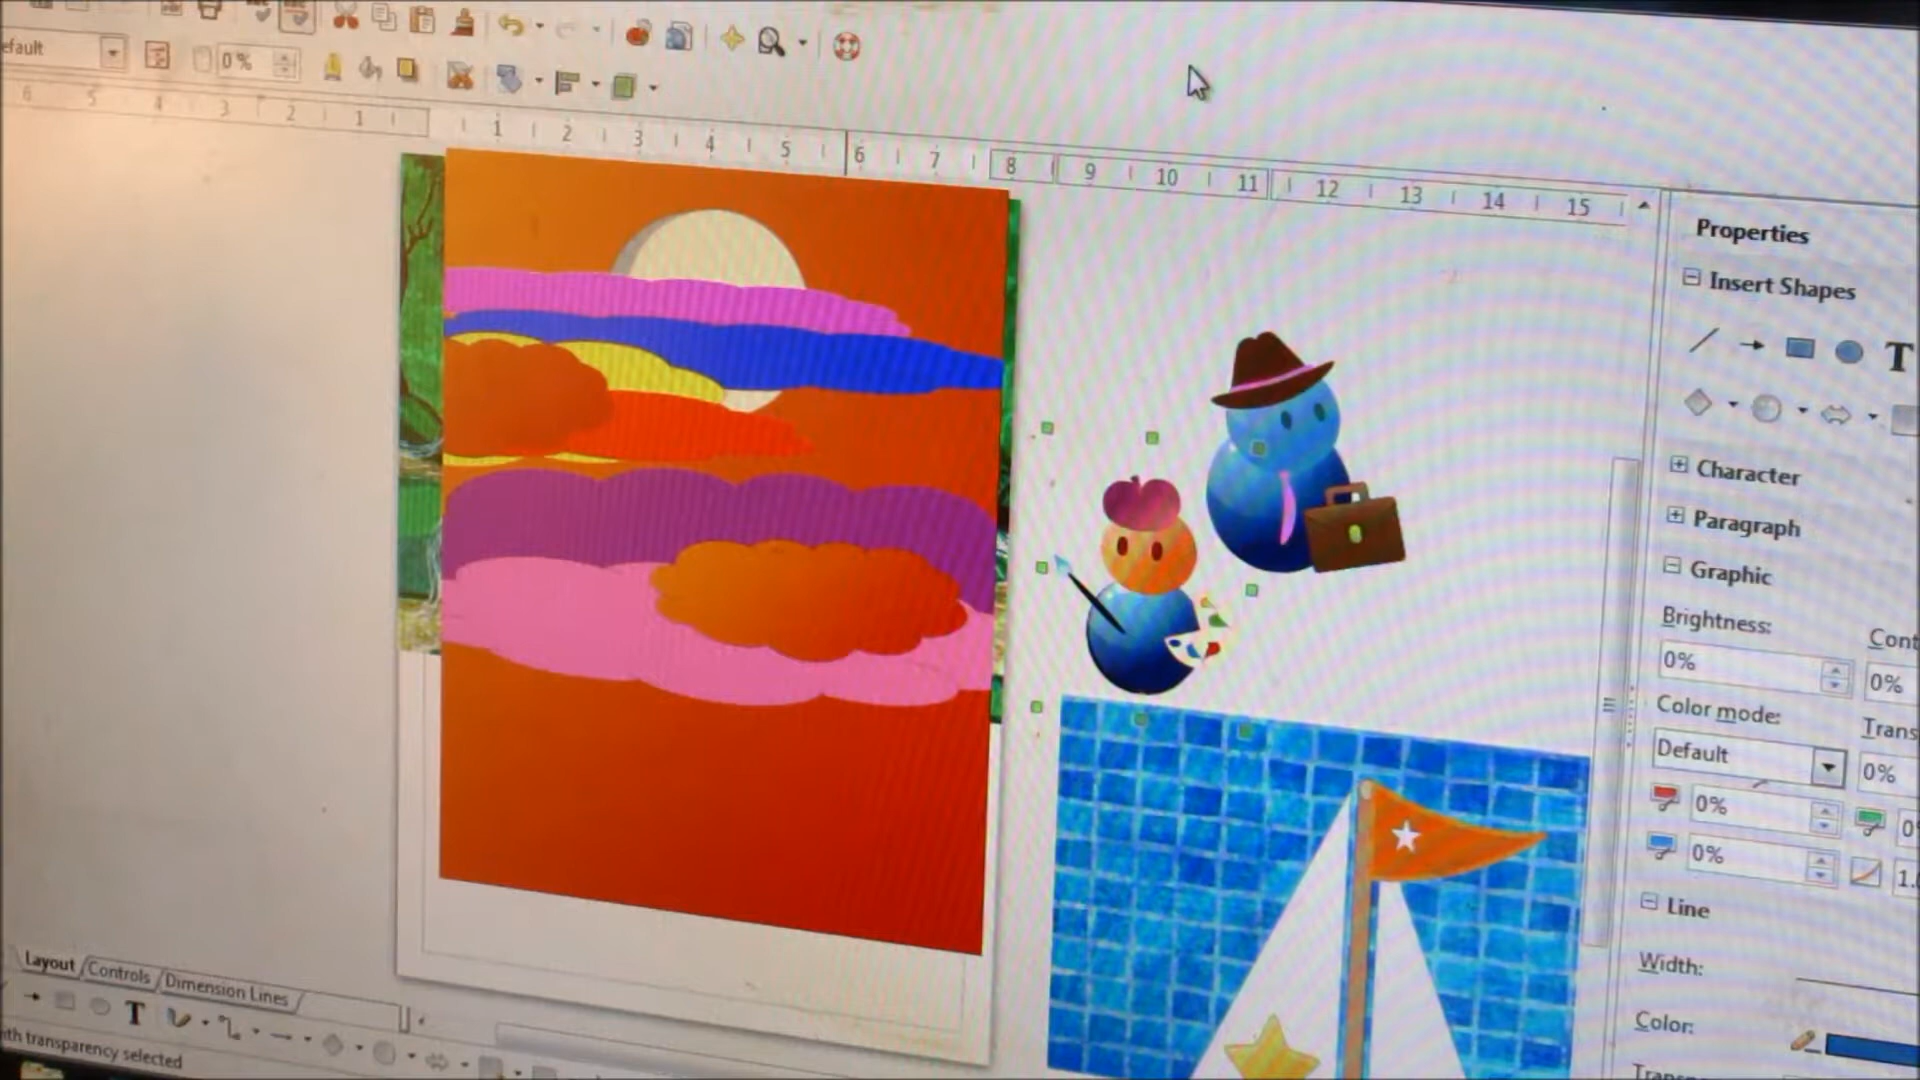 efault
0%
6 5 4 3 2 1 1 2 3 4 5 6 7 8 9 10 11 12 13 14 15
Properties
Insert Shapes
T
Character
Paragraph
Graphic
Brightness:
Cont
0%
0%
Color mode:
Trans
Default
0%
0%
0%
1.
Line
Width:
Color:
Layout Controls Dimension Lines
T
ith transparency selected